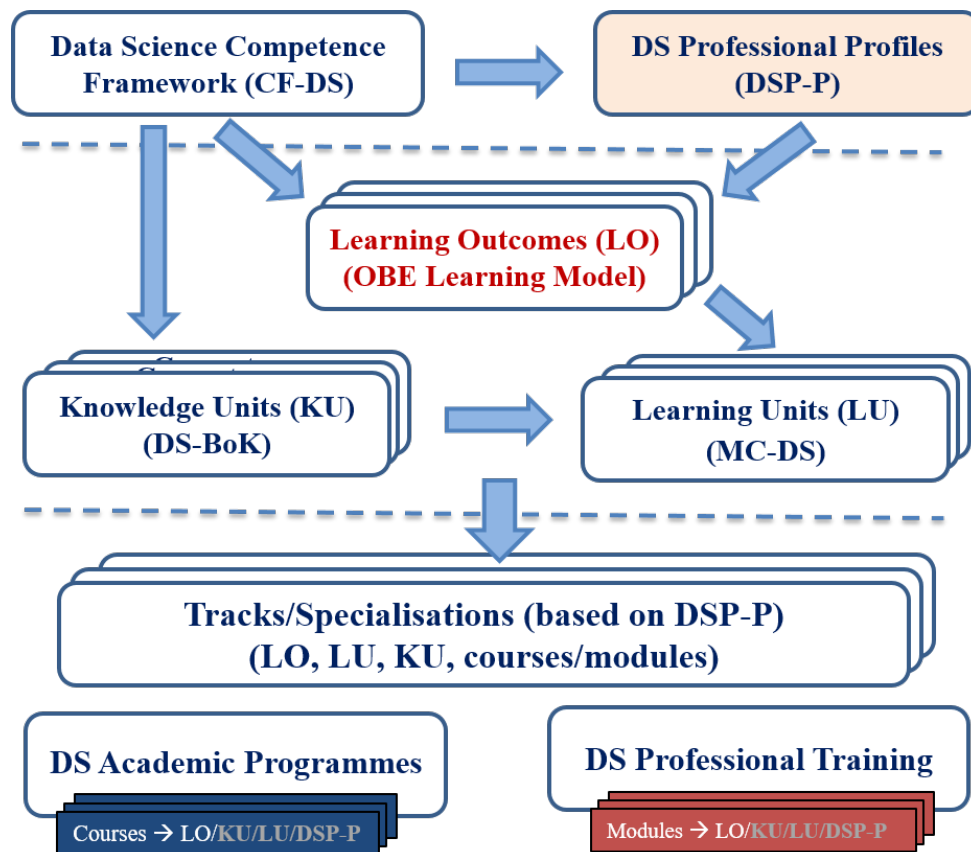 Data Science Competence
Framework (CF-DS)
DS Professional Profiles
(DSP-P)
Learning Outcomes (LO)
(OBE Learning Model)
Knowledge Units (KU)
(DS-BoK)
Learning Units (LU)
(MC-DS)
Tracks/Specialisations (based on DSP-P)
(LO, LU, KU, courses/modules)
DS Academic Programmes
Courses → LO/KU/LU/DSP-P
DS Professional Training
Modules → LO/KU/LU/DSP-P